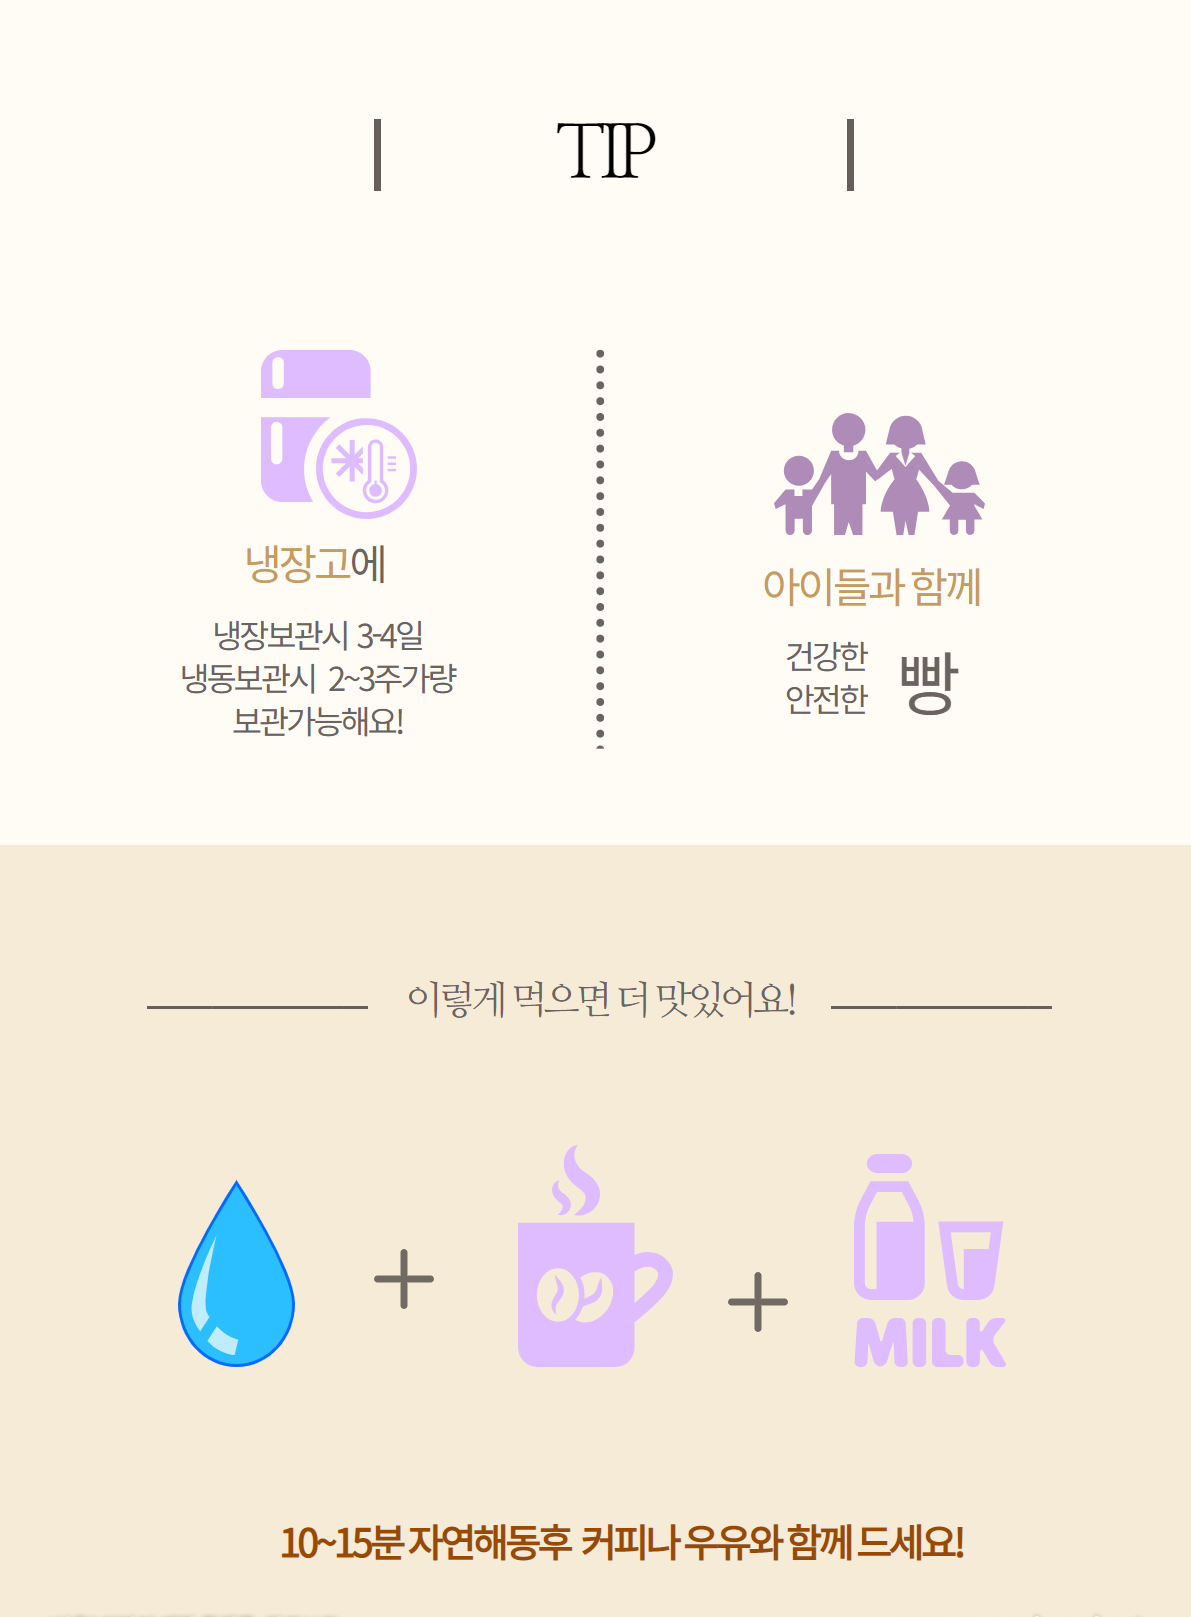 TIP
냉장고에
냉장보관시 3-4일
냉동보관시 2~3주가량
보관가능해요!
아이들과 함께
건강한
안전한
빵
이렇게 먹으면 더 맛있어요!
MILK
10~15분 자연해동후 커피나 우유와 함께 드세요!